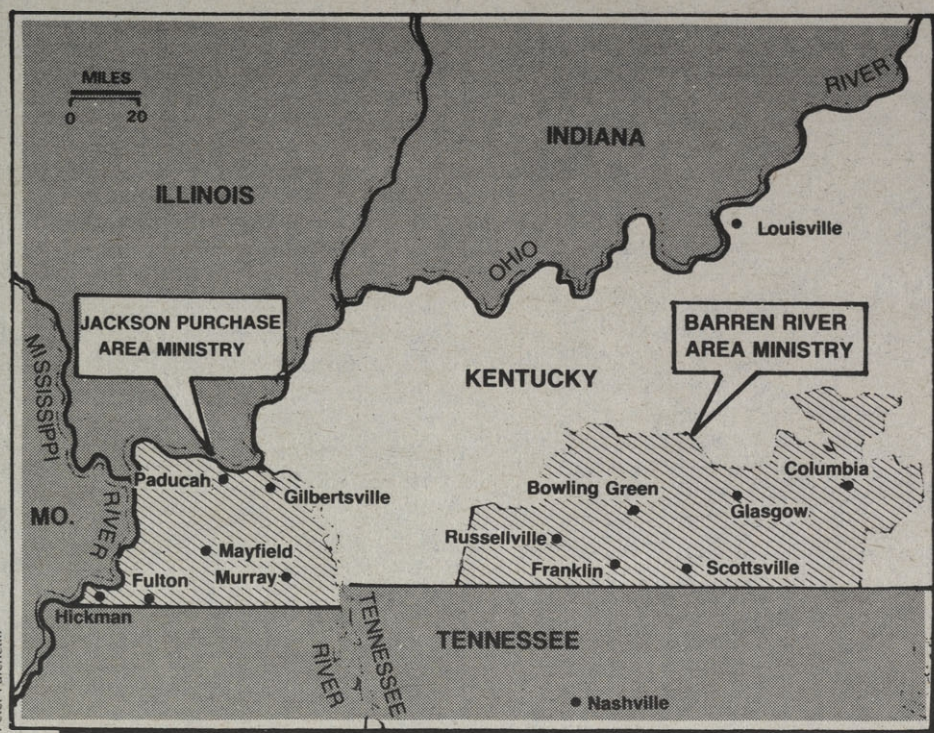 MILES
0 20
INDIANA
RIVER
ILLINOIS
Louisville
OHIO
JACKSON PURCHASE
AREA MINISTRY
BARREN RIVER
AREA MINISTRY
MISSISSIPPI
RIVER
KENTUCKY
MO.
Paducah
Gilbertsville
Mayfield
Murray
Fulton
Hickman
Columbia
Bowling Green
Glasgow
Russellville
Franklin
Scottsville
TENNESSEE
RIVER
TENNESSEE
Nashville